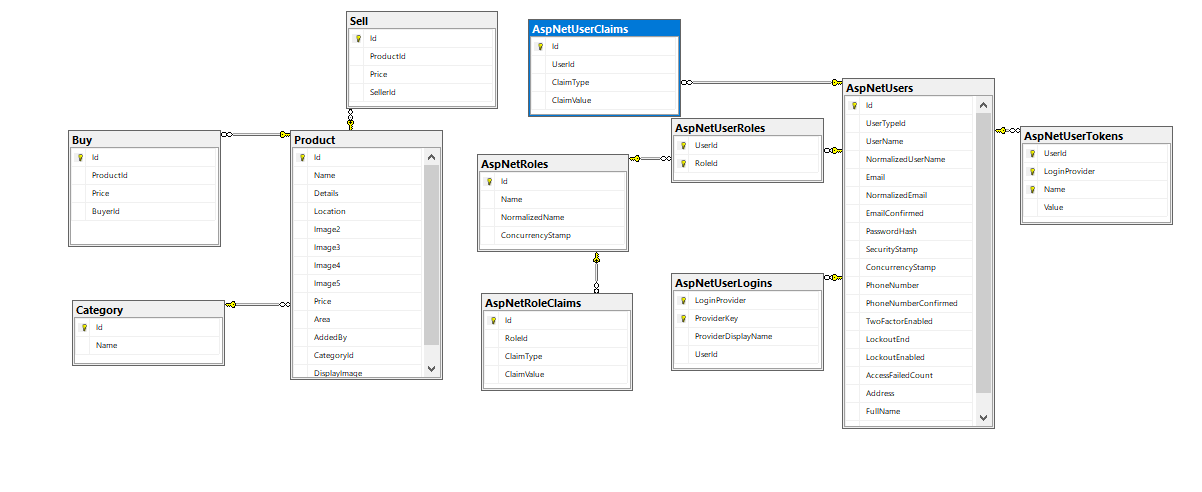 Sell
Id
ProductId
Price
SellerId
AspNetUserClaims
Id
UserId
ClaimType
ClaimValue
Buy
Id
ProductId
Price
BuyerId
Product
Id
Name
Details
Location
Image2
Image3
Image4
Image5
Price
Area
AddedBy
CategoryId
DisplayImage
Category
Id
Name
AspNetRoles
Id
Name
NormalizedName
ConcurrencyStamp
AspNetRoleClaims
Id
RoleId
ClaimType
ClaimValue
AspNetUserRoles
UserId
RoleId
AspNetUserLogins
LoginProvider
ProviderKey
ProviderDisplayName
UserId
AspNetUsers
Id
UserTypeId
UserName
NormalizedUserName
Email
NormalizedEmail
EmailConfirmed
PasswordHash
SecurityStamp
ConcurrencyStamp
PhoneNumber
PhoneNumberConfirmed
TwoFactorEnabled
LockoutEnd
LockoutEnabled
AccessFailedCount
Address
FullName
AspNetUserTokens
UserId
LoginProvider
Name
Value